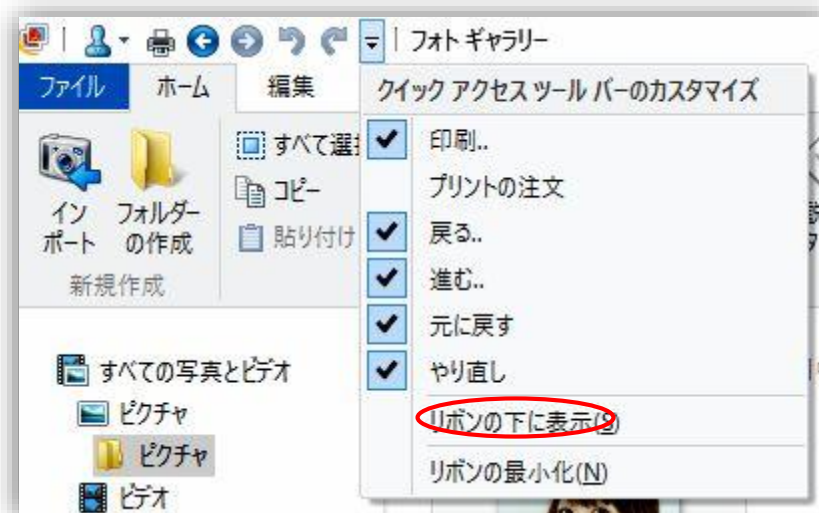 フォト ギャラリー
ファイル ホーム 編集
クイック アクセス ツール バーのカスタマイズ
印刷..
プリントの注文
戻る..
進む..
元に戻す
やり直し
リボンの下に表示(S)
リボンの最小化(N)
イン
ポート
フォルダー
の作成
新規作成
すべて選
コピー
貼り付け
すべての写真とビデオ
ピクチャ
ピクチャ
ビデオ